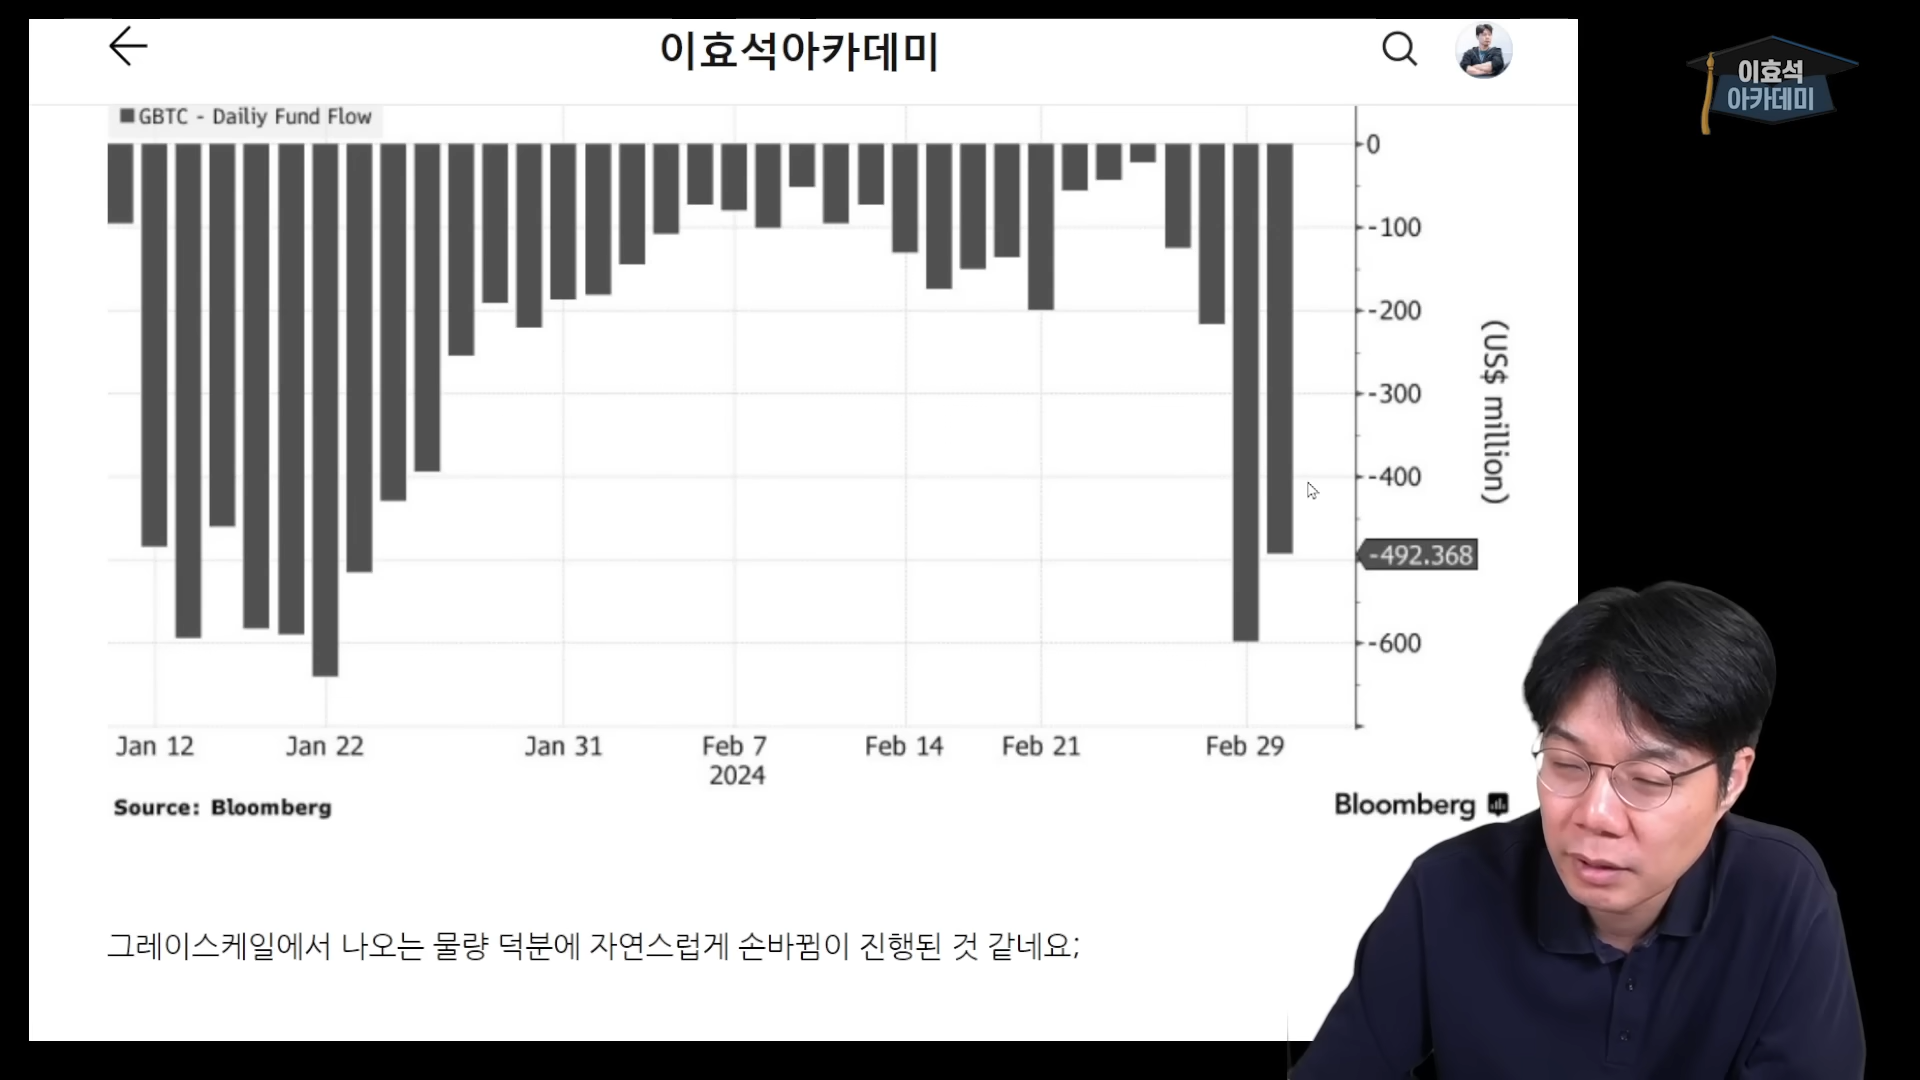 이효석아카데미
이효석
아카데미
GBTC - Dailiy Fund Flow
0
-100
-200
-300
-400
-492.368
-600
(US$ million)
Jan 12
Jan 22
Jan 31
Feb 7
Feb 14
Feb 21
Feb 29
2024
Source: Bloomberg
Bloomberg
그레이스케일에서 나오는 물량 덕분에 자연스럽게 손바뀜이 진행된 것 같네요;